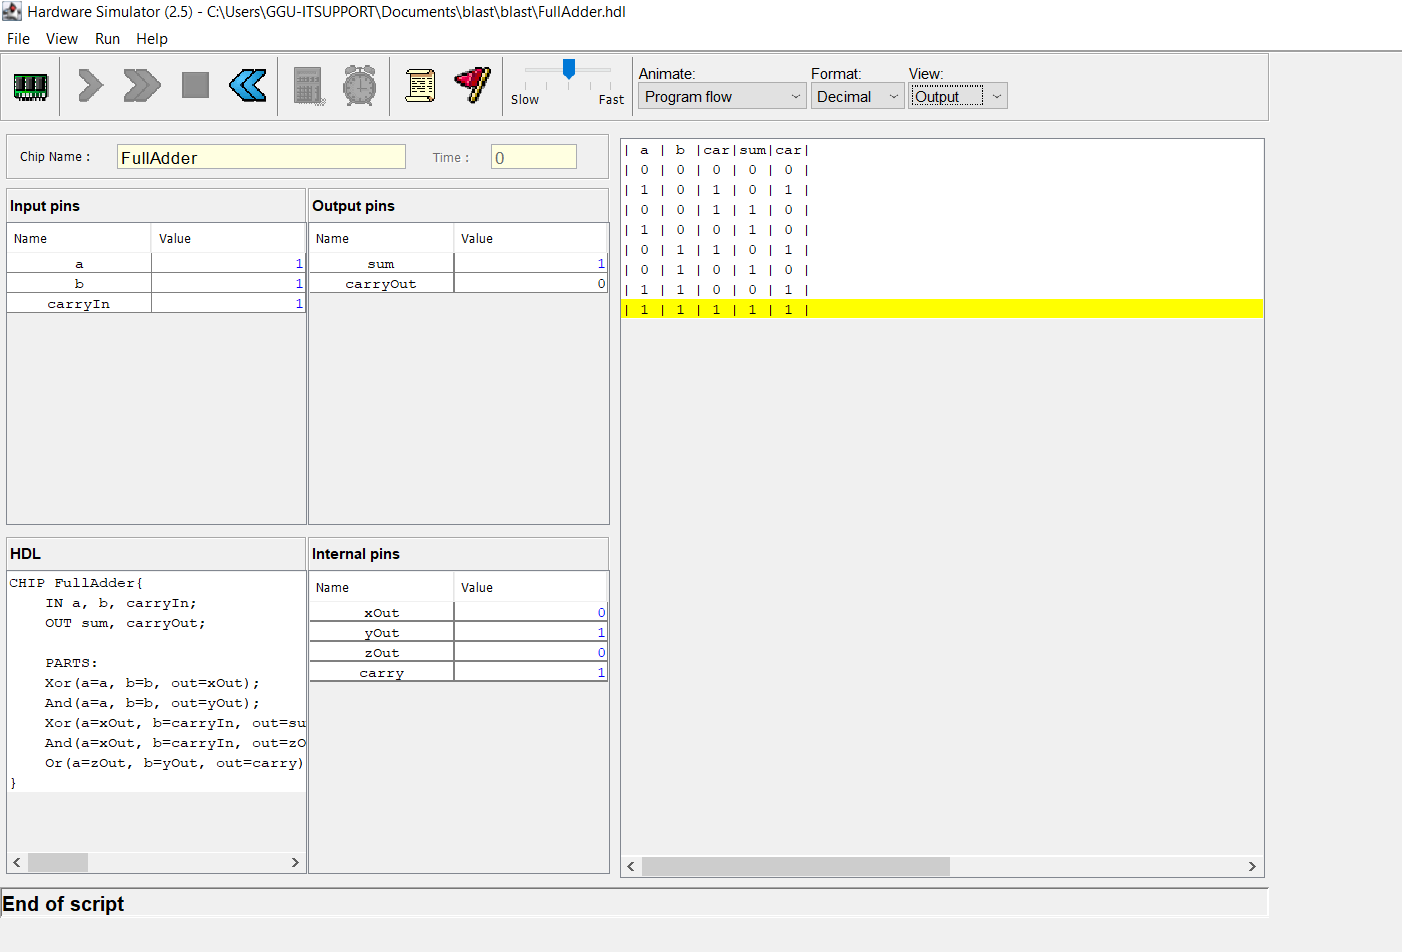 Hardware Simulator (2.5) - C:\Users\GGU-ITSUPPORT\Documents\blast\blast\FullAdder.hdl
File View Run Help
Slow Fast
Animate: Format: View:
Program flow Decimal Output
Chip Name : FullAdder Time : 0
Input pins
Name Value
a 1
b 1
carryIn 1
Output pins
Name Value
sum 1
carryOut 0
HDL
CHIP FullAdder{
IN a, b, carryIn;
OUT sum, carryOut;
PARTS:
Xor(a=a, b=b, out=xOut);
And(a=a, b=b, out=yOut);
Xor(a=xOut, b=carryIn, out=su
And(a=xOut, b=carryIn, out=zO
Or(a=zOut, b=yOut, out=carry)
}
Internal pins
Name Value
xOut 0
yOut 1
zOut 0
carry 1
| a | b |car|sum|car|
| 0 | 0 | 0 | 0 | 0 |
| 1 | 0 | 1 | 0 | 1 |
| 0 | 0 | 1 | 1 | 0 |
| 1 | 0 | 0 | 1 | 0 |
| 0 | 1 | 1 | 0 | 1 |
| 0 | 1 | 0 | 1 | 0 |
| 1 | 1 | 0 | 0 | 1 |
| 1 | 1 | 1 | 1 | 1 |
End of script